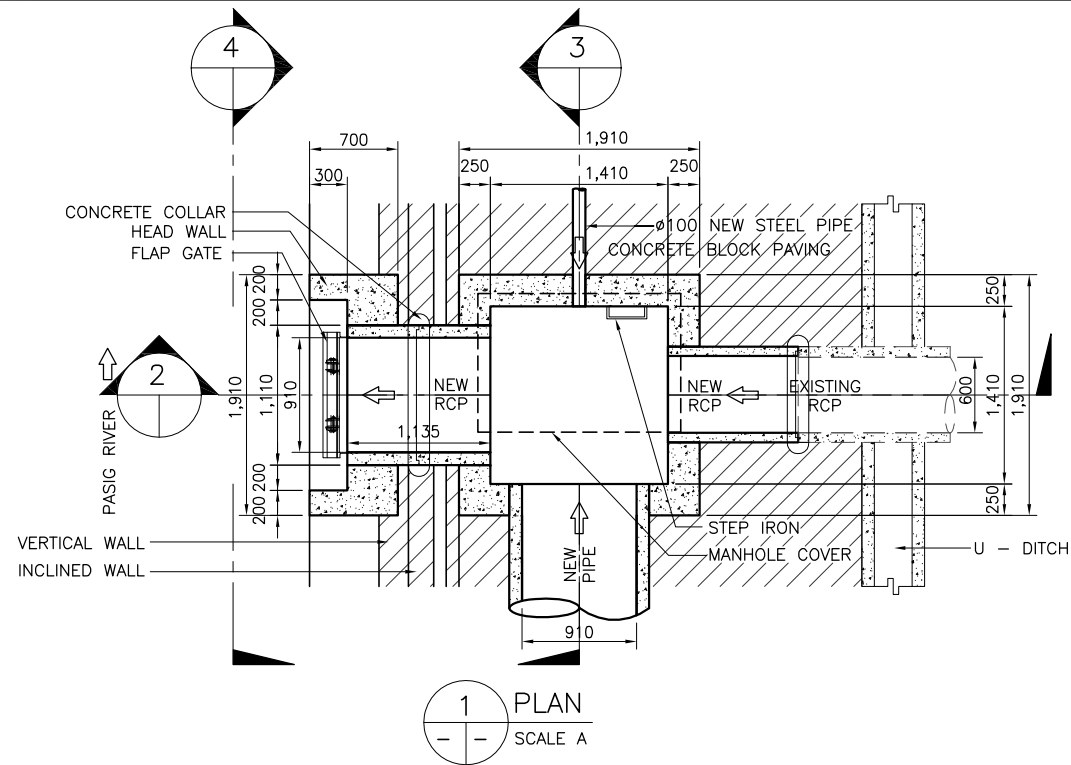 4
3
700
1,910
300
250
1,410
250
CONCRETE COLLAR
HEAD WALL
FLAP GATE
ø100 NEW STEEL PIPE
CONCRETE BLOCK PAVING
200
200
1,910
1,110
910
200
200
250
1,410
1,910
600
250
2
PASIG RIVER
NEW
RCP
1,135
NEW
RCP
EXISTING
RCP
VERTICAL WALL
INCLINED WALL
STEP IRON
MANHOLE COVER
U - DITCH
NEW
PIPE
910
1
- -
PLAN
SCALE A